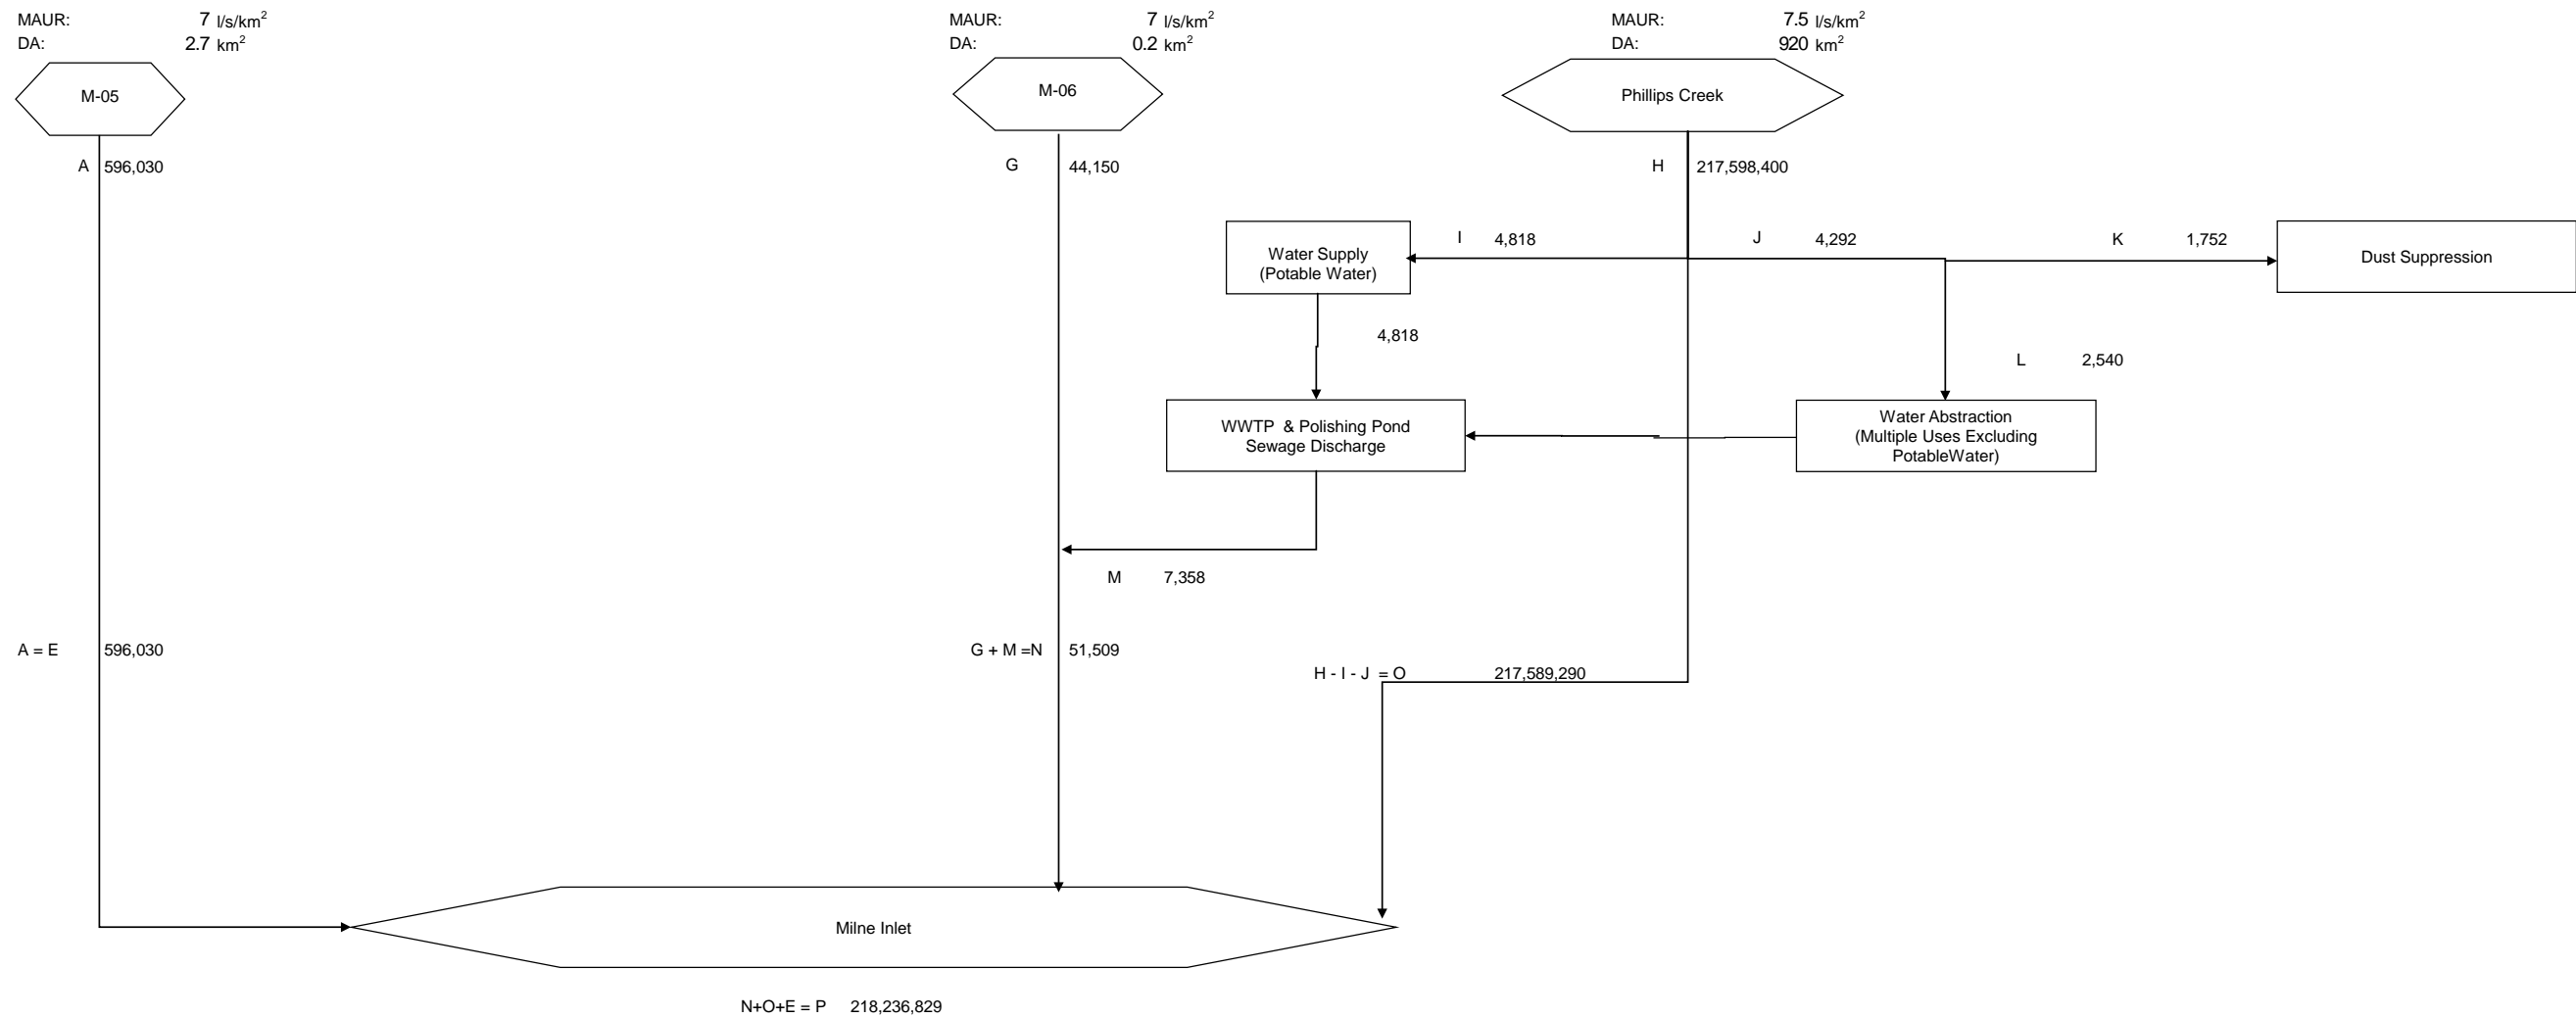 MAUR: 7 l/s/km²
DA: 2.7 km²
MAUR: 7 l/s/km²
DA: 0.2 km²
MAUR: 7.5 l/s/km²
DA: 920 km²
M-05
M-06
Phillips Creek
A 596,030
G 44,150
H 217,598,400
I 4,818
J 4,292
K 1,752
Water Supply
(Potable Water)
Dust Suppression
4,818
L 2,540
WWTP & Polishing Pond
Sewage Discharge
Water Abstraction
(Multiple Uses Excluding
PotableWater)
M 7,358
A = E 596,030
G + M =N 51,509
H - I - J = O 217,589,290
Milne Inlet
N+O+E = P 218,236,829